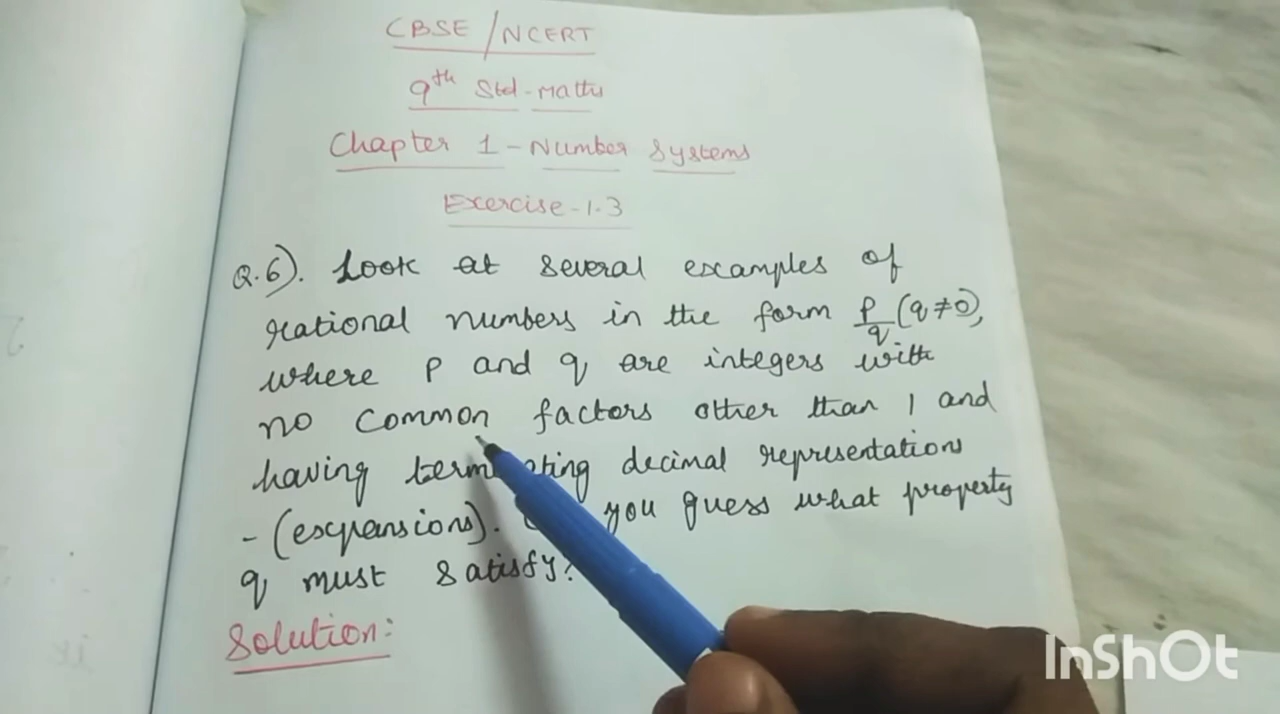 CBSE / NCERT
9th Std - Maths
Chapter 1 - Number Systems
Exercise - 1.3
Q.6). Look at several examples of
rational numbers in the form p/q (q≠0),
where p and q are integers with
no common factors other than 1 and
having terminating decimal representations
- (expansions). you guess what property
q must satisfy?
Solution:
InShOt